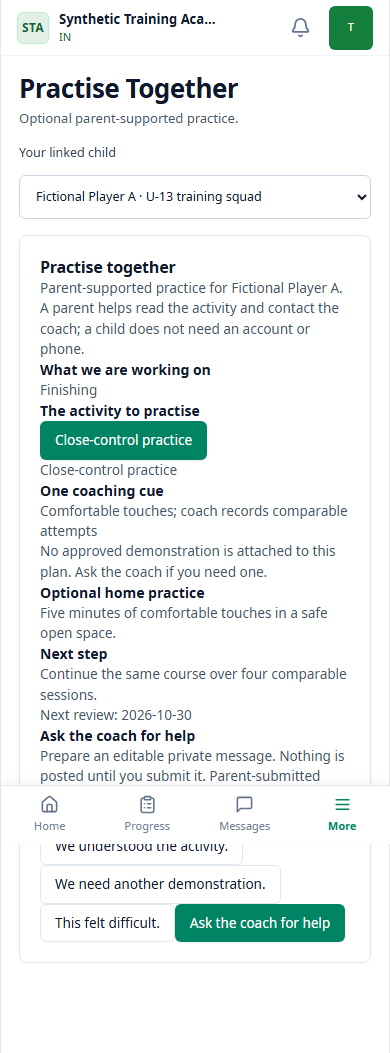 STA
Synthetic Training Aca...
IN
T
Practise Together
Optional parent-supported practice.
Your linked child
Fictional Player A · U-13 training squad
Practise together
Parent-supported practice for Fictional Player A.
A parent helps read the activity and contact the
coach; a child does not need an account or
phone.
What we are working on
Finishing
The activity to practise
Close-control practice
Close-control practice
One coaching cue
Comfortable touches; coach records comparable
attempts
No approved demonstration is attached to this
plan. Ask the coach if you need one.
Optional home practice
Five minutes of comfortable touches in a safe
open space.
Next step
Continue the same course over four comparable
sessions.
Next review: 2026-10-30
Ask the coach for help
Prepare an editable private message. Nothing is
posted until you submit it. Parent-submitted
Home
Progress
Messages
More
We understood the activity.
We need another demonstration.
This felt difficult.
Ask the coach for help